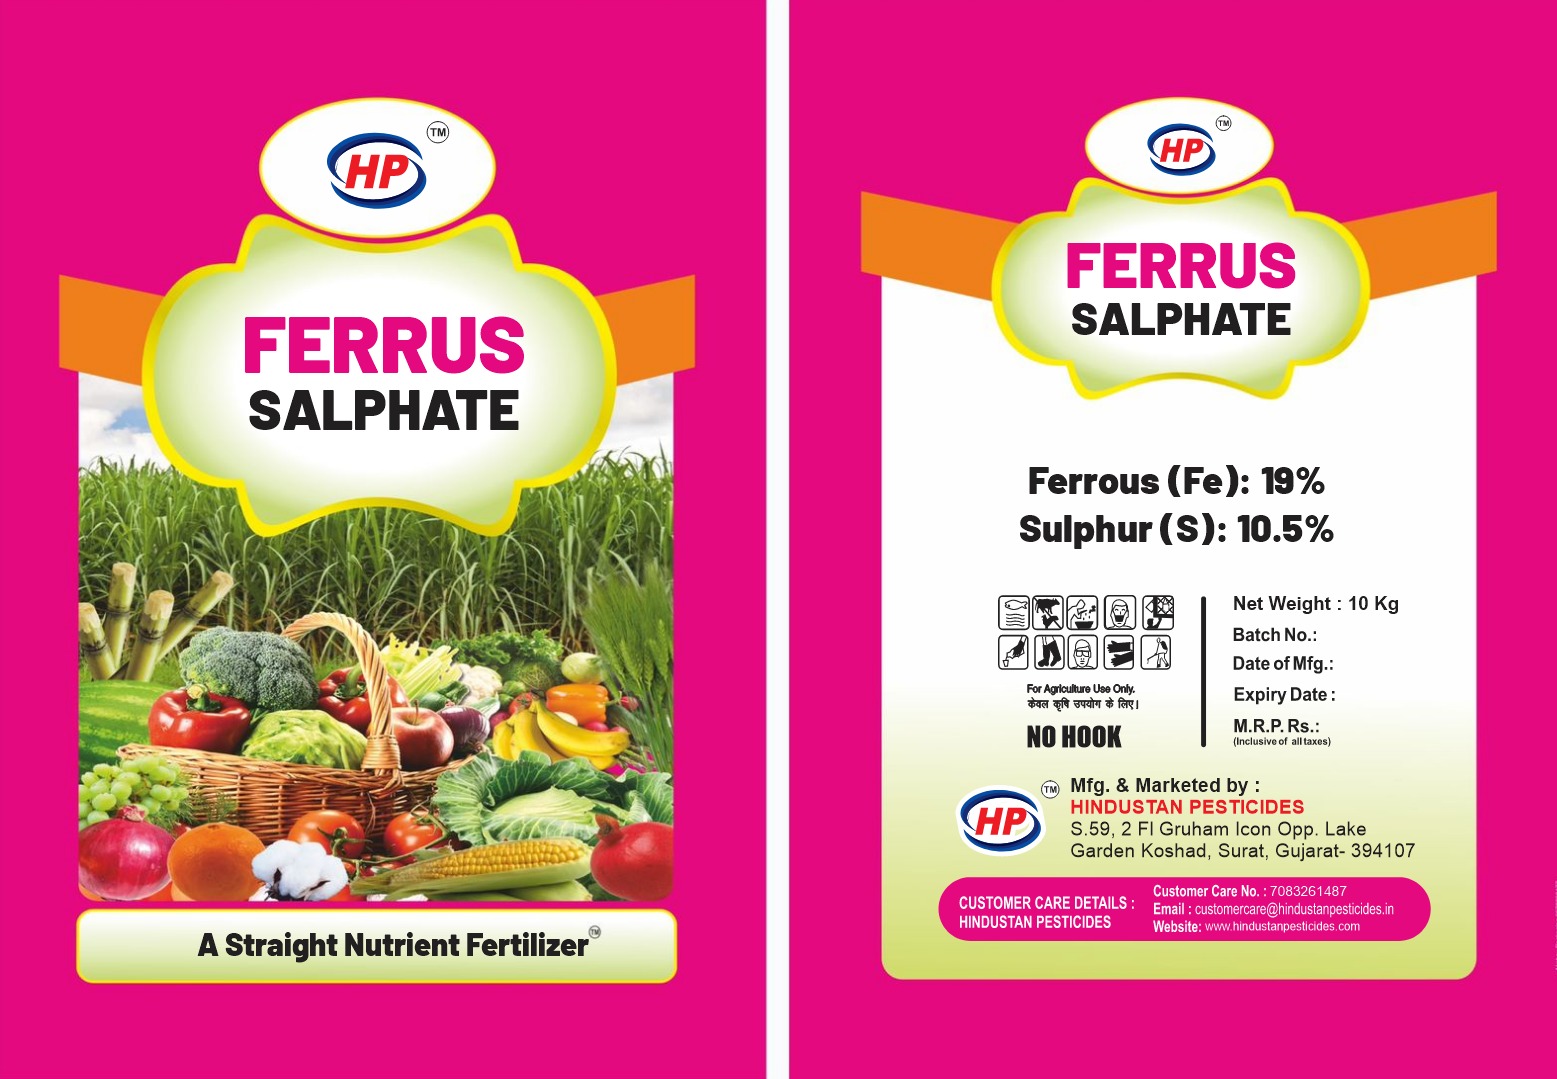 HP
TM
FERRUS
SALPHATE
A Straight Nutrient Fertilizer
TM
HP
TM
FERRUS
SALPHATE
Ferrous (Fe): 19%
Sulphur (S): 10.5%
For Agriculture Use Only.
केवल कृषि उपयोग के लिए।
NO HOOK
Net Weight : 10 Kg
Batch No.:
Date of Mfg.:
Expiry Date :
M.R.P. Rs.:
(Inclusive of all taxes)
HP
TM
Mfg. & Marketed by :
HINDUSTAN PESTICIDES
S.59, 2 Fl Gruham Icon Opp. Lake
Garden Koshad, Surat, Gujarat- 394107
CUSTOMER CARE DETAILS :
HINDUSTAN PESTICIDES
Customer Care No. : 7083261487
Email : customercare@hindustanpesticides.in
Website: www.hindustanpesticides.com